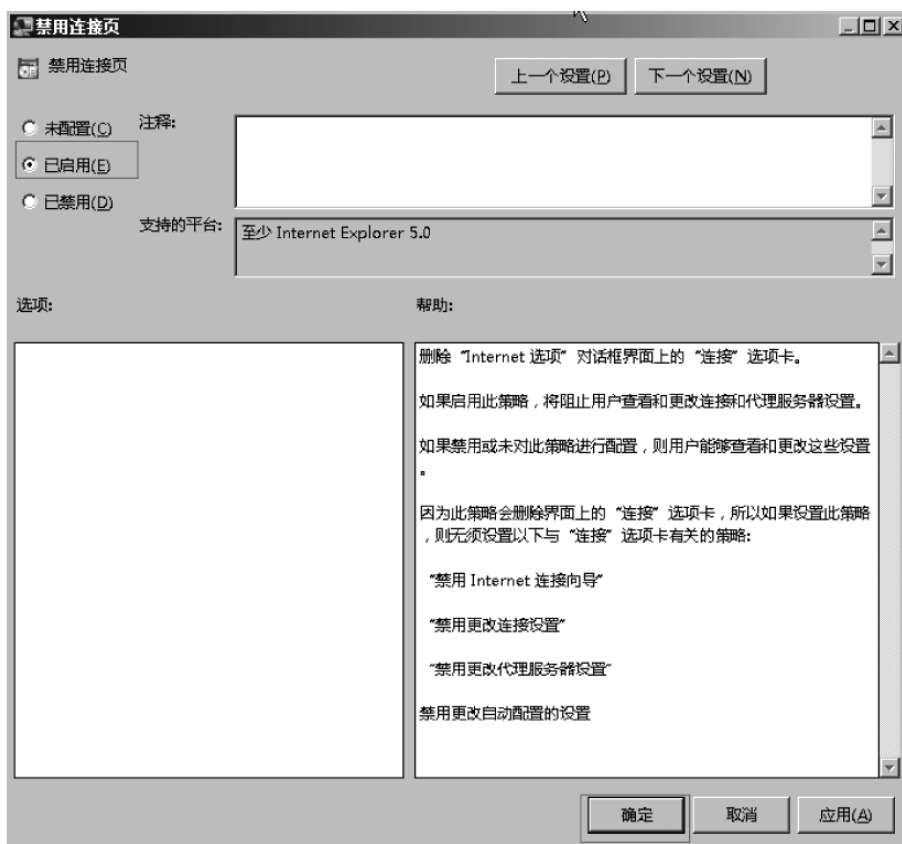 禁用连接页
禁用连接页
上一个设置(P)
下一个设置(N)
未配置(C)
注释:
已启用(E)
已禁用(D)
支持的平台:
至少 Internet Explorer 5.0
选项:
帮助:
删除 “Internet 选项” 对话框界面上的 “连接” 选项卡。
如果启用此策略，将阻止用户查看和更改连接和代理服务器设置。
如果禁用或未对此策略进行配置，则用户能够查看和更改这些设置
。
因为此策略会删除界面上的 “连接” 选项卡，所以如果设置此策略
，则无须设置以下与 “连接” 选项卡有关的策略:
“禁用 Internet 连接向导”
“禁用更改连接设置”
“禁用更改代理服务器设置”
禁用更改自动配置的设置
确定
取消
应用(A)